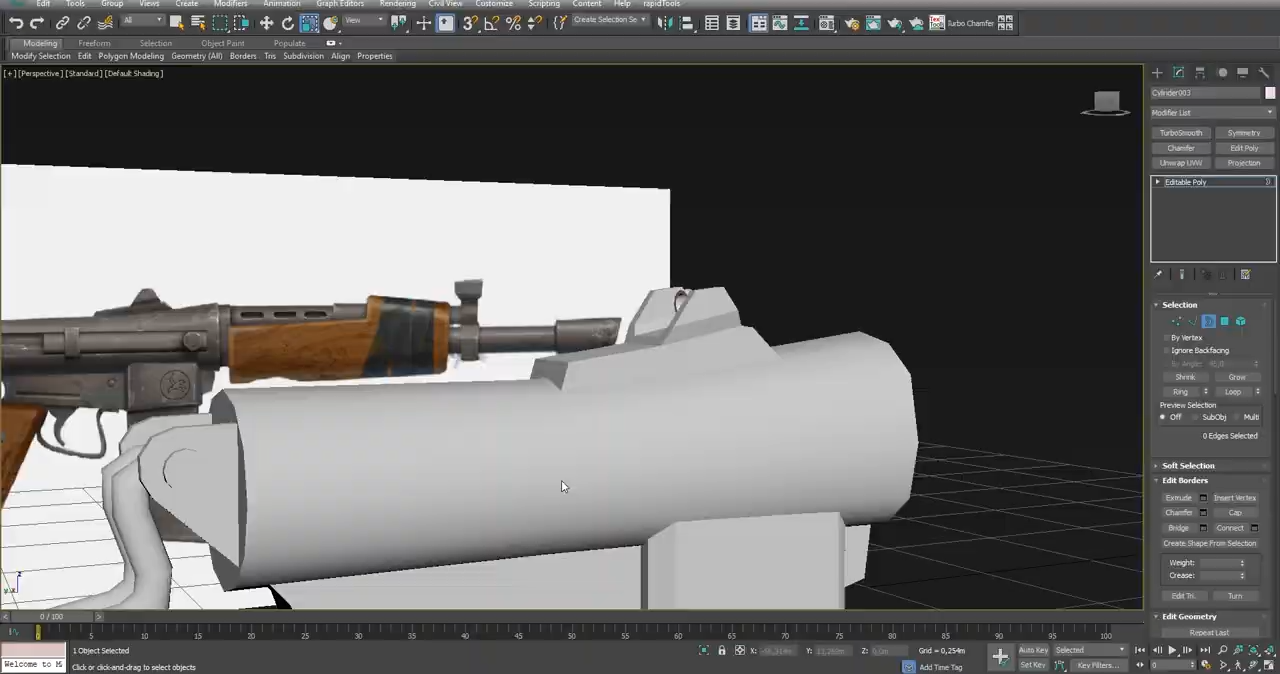 Edit Tools Group Views Create Modifiers Animation Graph Editors Rendering Civil View Customize Scripting Content Help rapidTools
All View Create Selection Se Turbo Chamfer
Modeling Freeform Selection Object Paint Populate
Modify Selection Edit Polygon Modeling Geometry (All) Borders Tris Subdivision Align Properties
[+] [Perspective] [Standard] [Default Shading]
Cylinder003
Modifier List
TurboSmooth Symmetry
Chamfer Edit Poly
Unwap UVW Projection
Editable Poly
Selection
By Vertex
Ignore Backfacing
Shrink Grow
Ring Loop
Preview Selection
Off SubObj Multi
0 Edges Selected
Soft Selection
Edit Borders
Extrude Insert Vertex
Chamfer Cap
Bridge Connect
Create Shape From Selection
Weight:
Crease:
Edit Tri. Turn
Edit Geometry
Repeat Last
0 / 100
0 5 10 15 20 25 30 35 40 45 50 55 60 65 70 75 80 85 90 95 100
1 Object Selected X: Y: Z: Grid = 0,254m Auto Key Selected
Welcome to M Click or click-and-drag to select objects Add Time Tag Set Key Key Filters... 0